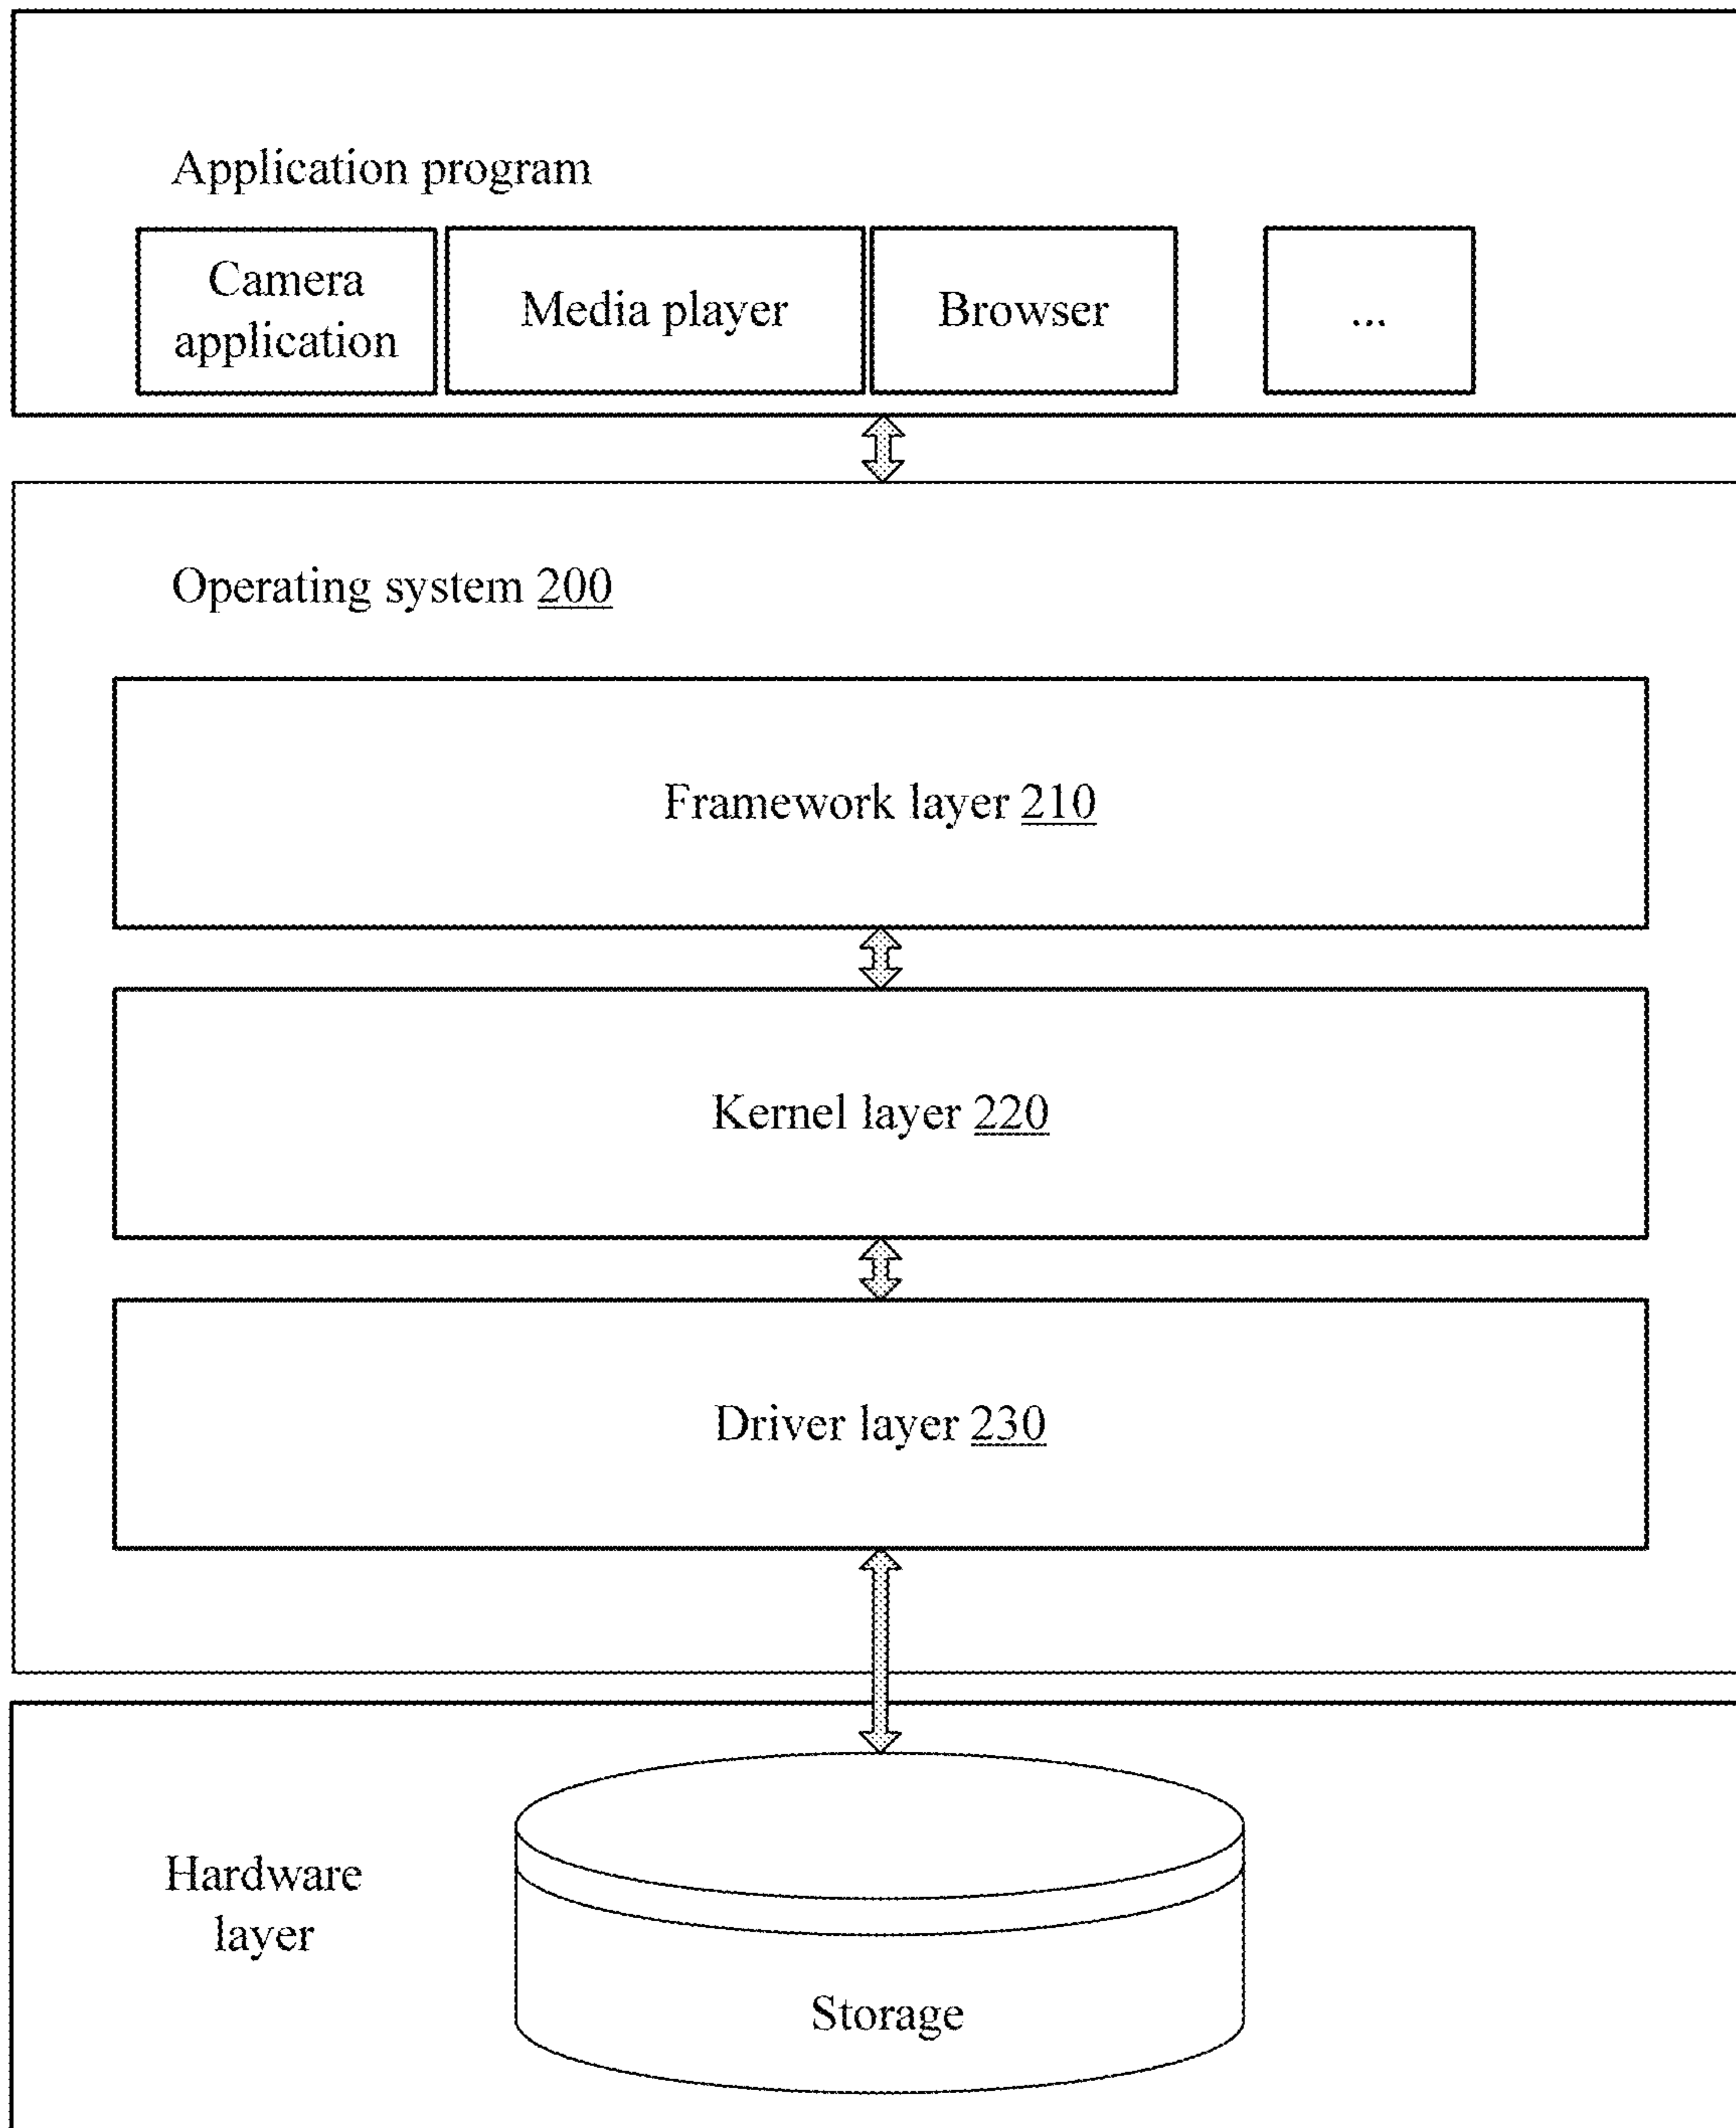 Application program
Camera
application
Media player
Browser
...
Operating system 200
Framework layer 210
Kernel layer 220
Driver layer 230
Hardware
layer
Storage